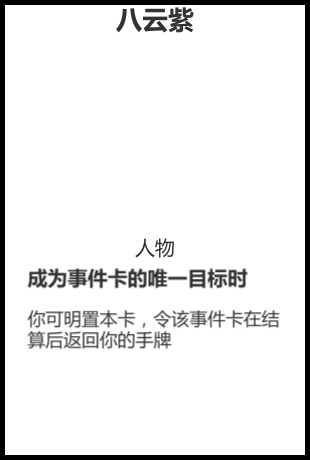 八云紫
人物
成为事件卡的唯一目标时
你可明置本卡，令该事件卡在结
算后返回你的手牌